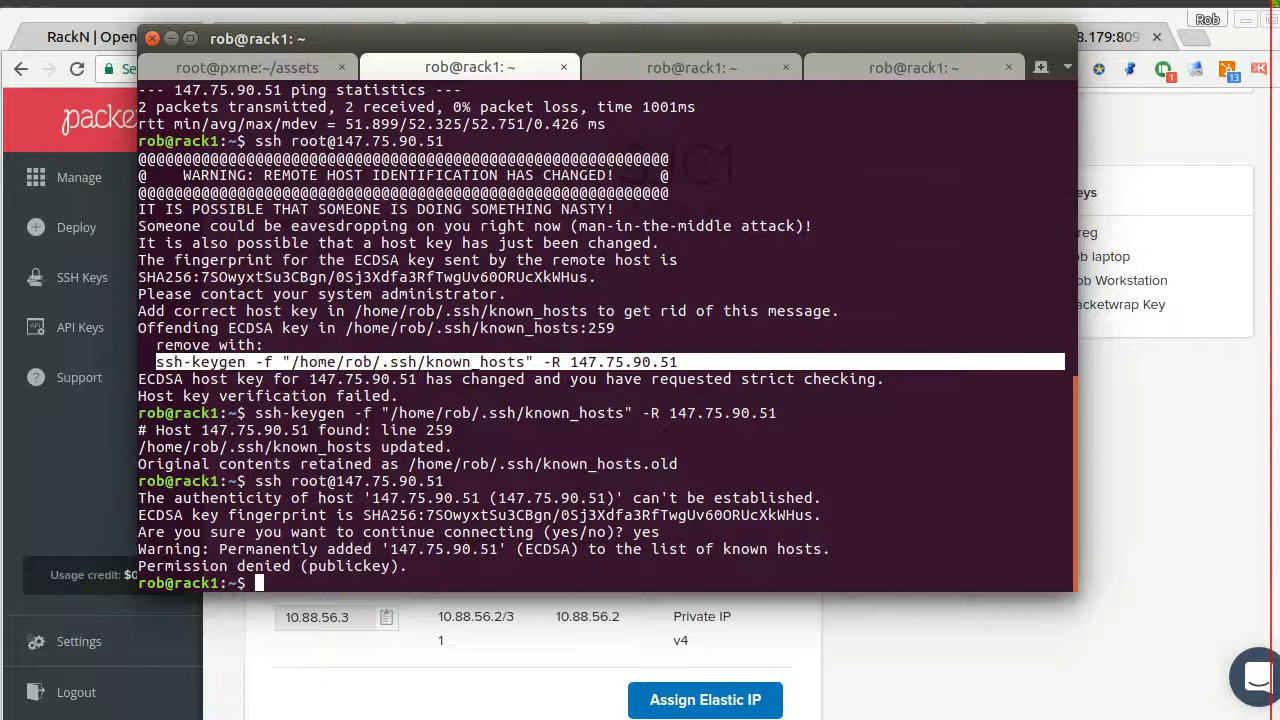 Rob
RackN | Open
8.179:809
rob@rack1: ~
root@pxme:~/assets
rob@rack1: ~
rob@rack1: ~
rob@rack1: ~
Se
1
13
packe
Manage
Deploy
SSH Keys
API Keys
Support
Usage credit: $0
Settings
Logout
--- 147.75.90.51 ping statistics ---
2 packets transmitted, 2 received, 0% packet loss, time 1001ms
rtt min/avg/max/mdev = 51.899/52.325/52.751/0.426 ms
rob@rack1:~$ ssh root@147.75.90.51
@@@@@@@@@@@@@@@@@@@@@@@@@@@@@@@@@@@@@@@@@@@@@@@@@@@@@@@@@@@
@    WARNING: REMOTE HOST IDENTIFICATION HAS CHANGED!     @
@@@@@@@@@@@@@@@@@@@@@@@@@@@@@@@@@@@@@@@@@@@@@@@@@@@@@@@@@@@
IT IS POSSIBLE THAT SOMEONE IS DOING SOMETHING NASTY!
Someone could be eavesdropping on you right now (man-in-the-middle attack)!
It is also possible that a host key has just been changed.
The fingerprint for the ECDSA key sent by the remote host is
SHA256:7SOwyxtSu3CBgn/0Sj3Xdfa3RfTwgUv60ORUcXkWHus.
Please contact your system administrator.
Add correct host key in /home/rob/.ssh/known_hosts to get rid of this message.
Offending ECDSA key in /home/rob/.ssh/known_hosts:259
remove with:
ssh-keygen -f "/home/rob/.ssh/known_hosts" -R 147.75.90.51
ECDSA host key for 147.75.90.51 has changed and you have requested strict checking.
Host key verification failed.
rob@rack1:~$ ssh-keygen -f "/home/rob/.ssh/known_hosts" -R 147.75.90.51
# Host 147.75.90.51 found: line 259
/home/rob/.ssh/known_hosts updated.
Original contents retained as /home/rob/.ssh/known_hosts.old
rob@rack1:~$ ssh root@147.75.90.51
The authenticity of host '147.75.90.51 (147.75.90.51)' can't be established.
ECDSA key fingerprint is SHA256:7SOwyxtSu3CBgn/0Sj3Xdfa3RfTwgUv60ORUcXkWHus.
Are you sure you want to continue connecting (yes/no)? yes
Warning: Permanently added '147.75.90.51' (ECDSA) to the list of known hosts.
Permission denied (publickey).
rob@rack1:~$
eys
reg
ob laptop
ob Workstation
acketwrap Key
10.88.56.3
10.88.56.2/3
1
10.88.56.2
Private IP
v4
Assign Elastic IP